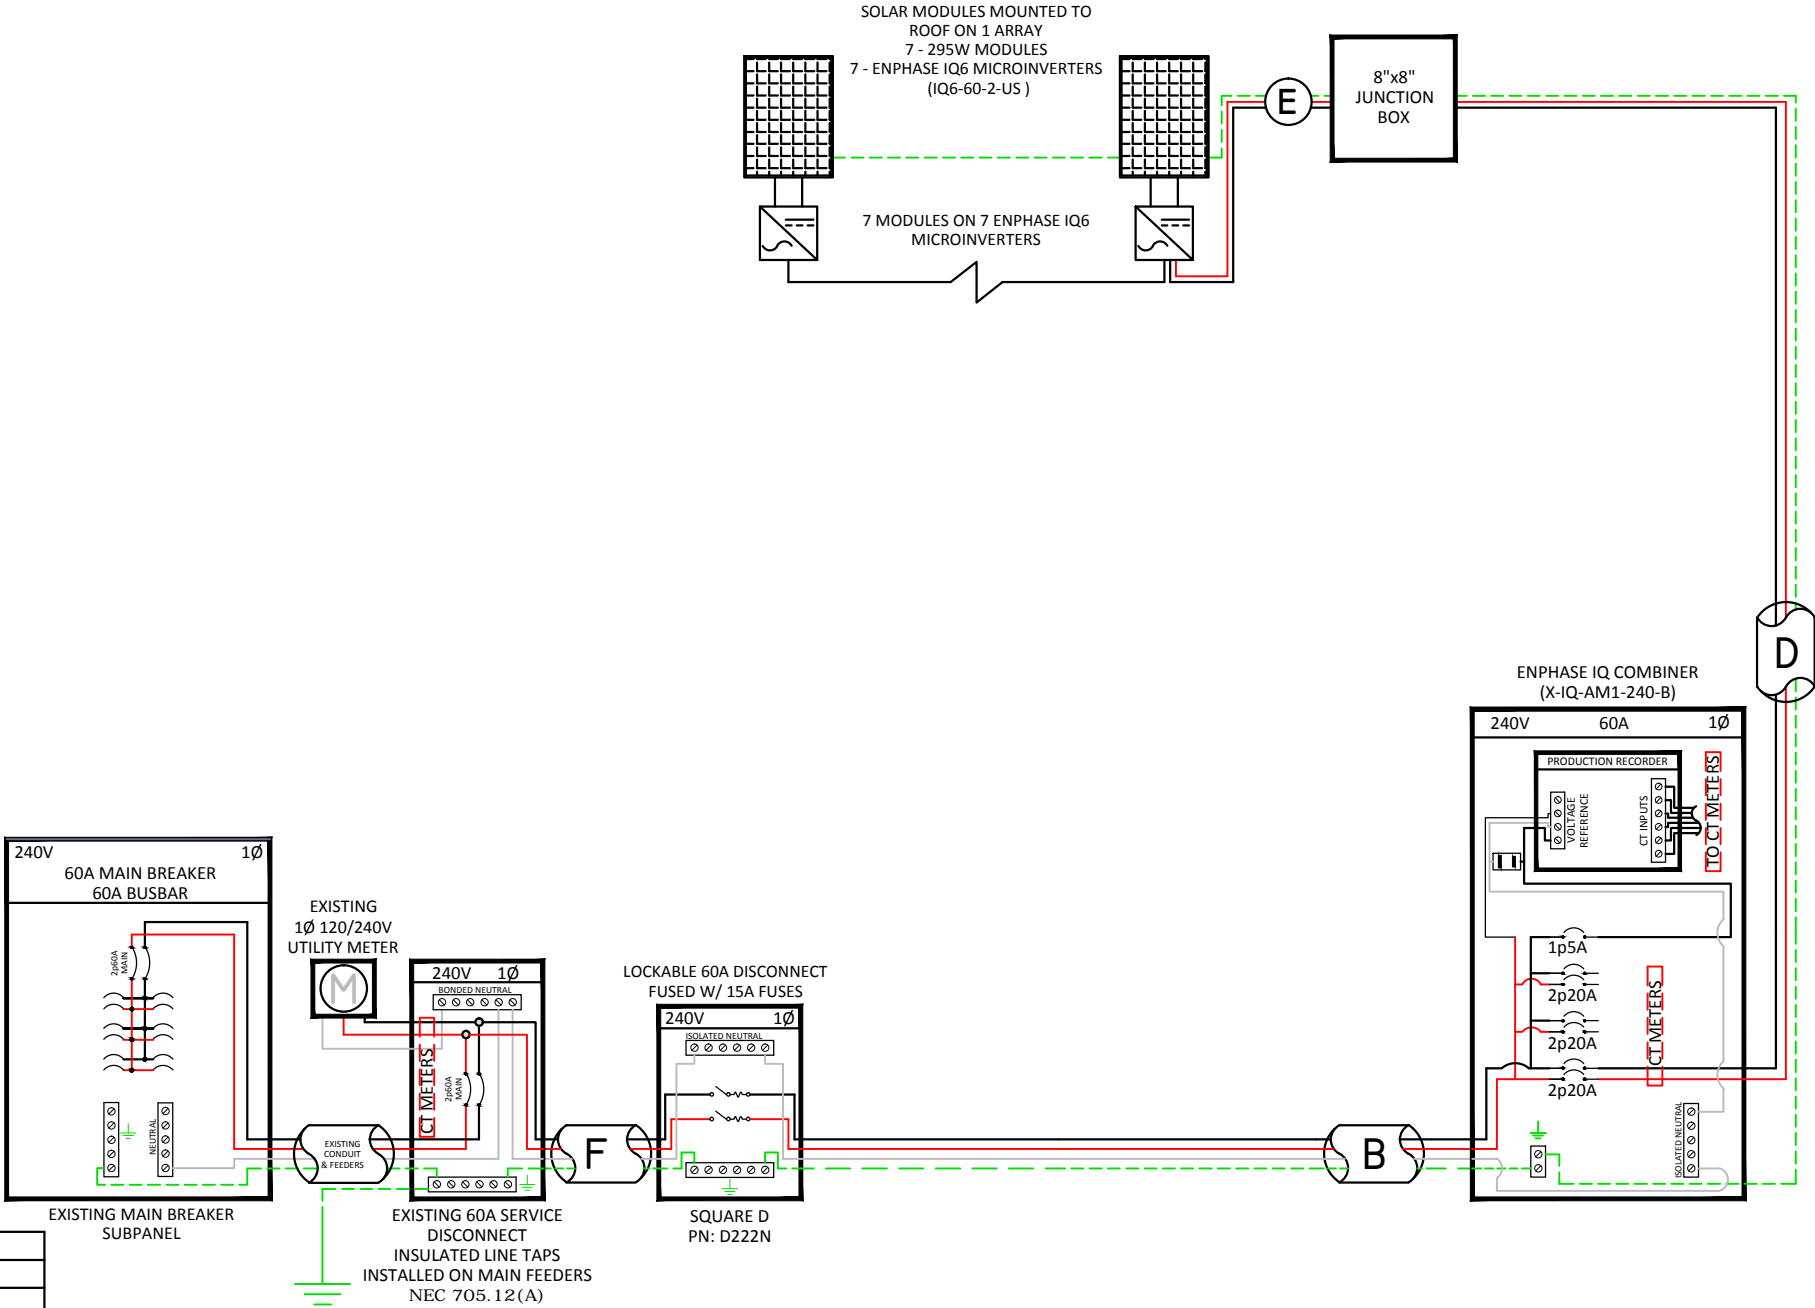 SOLAR MODULES MOUNTED TO
ROOF ON 1 ARRAY
7 - 295W MODULES
7 - ENPHASE IQ6 MICROINVERTERS
(IQ6-60-2-US )
E
8"x8"
JUNCTION
BOX
7 MODULES ON 7 ENPHASE IQ6
MICROINVERTERS
D
ENPHASE IQ COMBINER
(X-IQ-AM1-240-B)
240V 60A 1Ø
PRODUCTION RECORDER
VOLTAGE
REFERENCE
CT INPUTS
TO CT METERS
1p5A
2p20A
2p20A
2p20A
CT METERS
ISOLATED NEUTRAL
240V 1Ø
60A MAIN BREAKER
60A BUSBAR
2p60A
MAIN
NEUTRAL
EXISTING MAIN BREAKER
SUBPANEL
EXISTING
1Ø 120/240V
UTILITY METER
M
EXISTING
CONDUIT
& FEEDERS
240V 1Ø
BONDED NEUTRAL
CT METERS
2p60A
MAIN
EXISTING 60A SERVICE
DISCONNECT
INSULATED LINE TAPS
INSTALLED ON MAIN FEEDERS
NEC 705.12(A)
F
LOCKABLE 60A DISCONNECT
FUSED W/ 15A FUSES
240V 1Ø
ISOLATED NEUTRAL
SQUARE D
PN: D222N
B